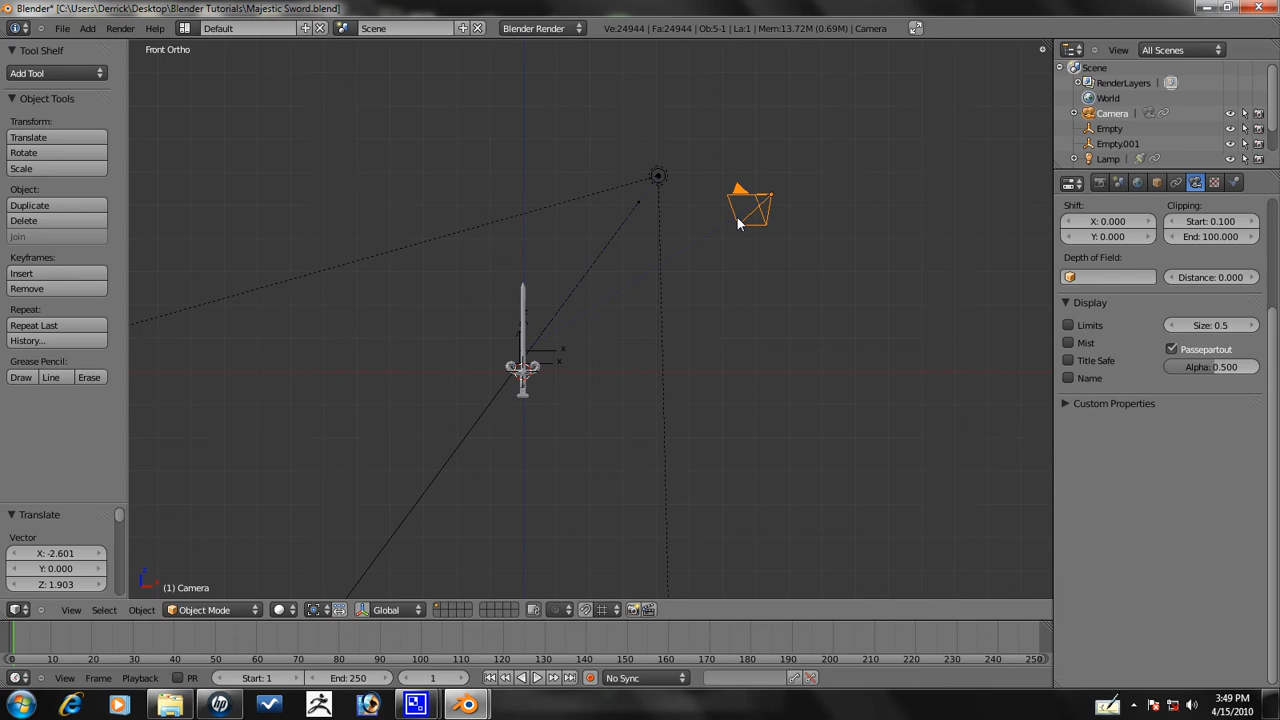 Blender* [C:\Users\Derrick\Desktop\Blender Tutorials\Majestic Sword.blend]
File Add Render Help Default Scene Blender Render Ve:24944 | Fa:24944 | Ob:5-1 | La:1 | Mem:13.72M (0.69M) | Camera
Tool Shelf
Add Tool
Object Tools
Transform:
Translate
Rotate
Scale
Object:
Duplicate
Delete
Join
Keyframes:
Insert
Remove
Repeat:
Repeat Last
History...
Grease Pencil:
Draw Line Erase
Translate
Vector
X: -2.601
Y: 0.000
Z: 1.903
Front Ortho
x
x
z
(1) Camera
View Select Object Object Mode Global
View All Scenes
Scene
RenderLayers
World
Camera
Empty
Empty.001
Lamp
Shift: Clipping:
X: 0.000 Start: 0.100
Y: 0.000 End: 100.000
Depth of Field:
Distance: 0.000
Display
Limits Size: 0.5
Mist Passepartout
Title Safe Alpha: 0.500
Name
Custom Properties
0 10 20 30 40 50 60 70 80 90 100 110 120 130 140 150 160 170 180 190 200 210 220 230 240 250
View Frame Playback PR Start: 1 End: 250 1 No Sync
3:49 PM
4/15/2010